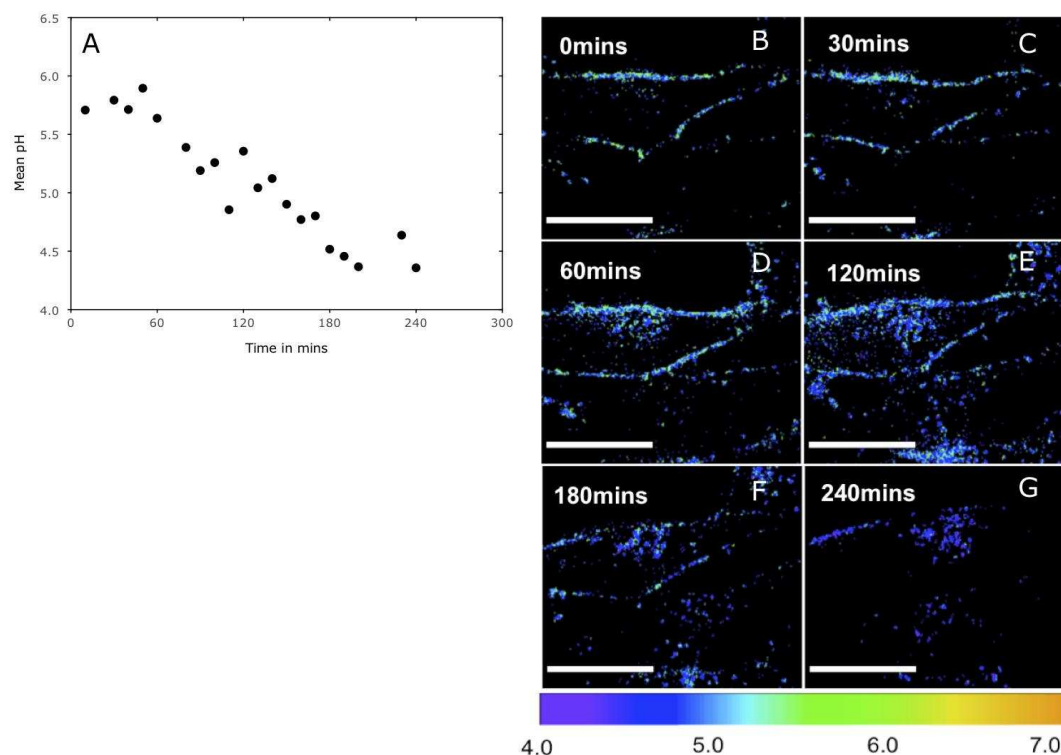 A
6.5
6.0
5.5
5.0
4.5
4.0
Mean pH
0 60 120 180 240 300
Time in mins
0mins B
30mins C
60mins D
120mins E
180mins F
240mins G
4.0 5.0 6.0 7.0